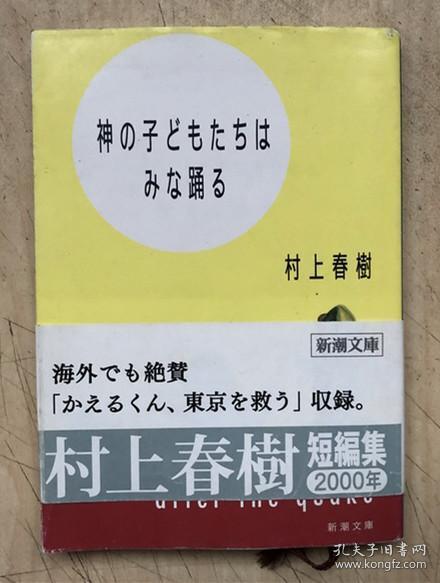 神の子どもたちは
みな踊る
村上春樹
新潮文庫
海外でも絶賛
「かえるくん、東京を救う」収録。
村上春樹 短編集
2000年
after the quake
新潮文庫
孔夫子旧书网
www.kongfz.com